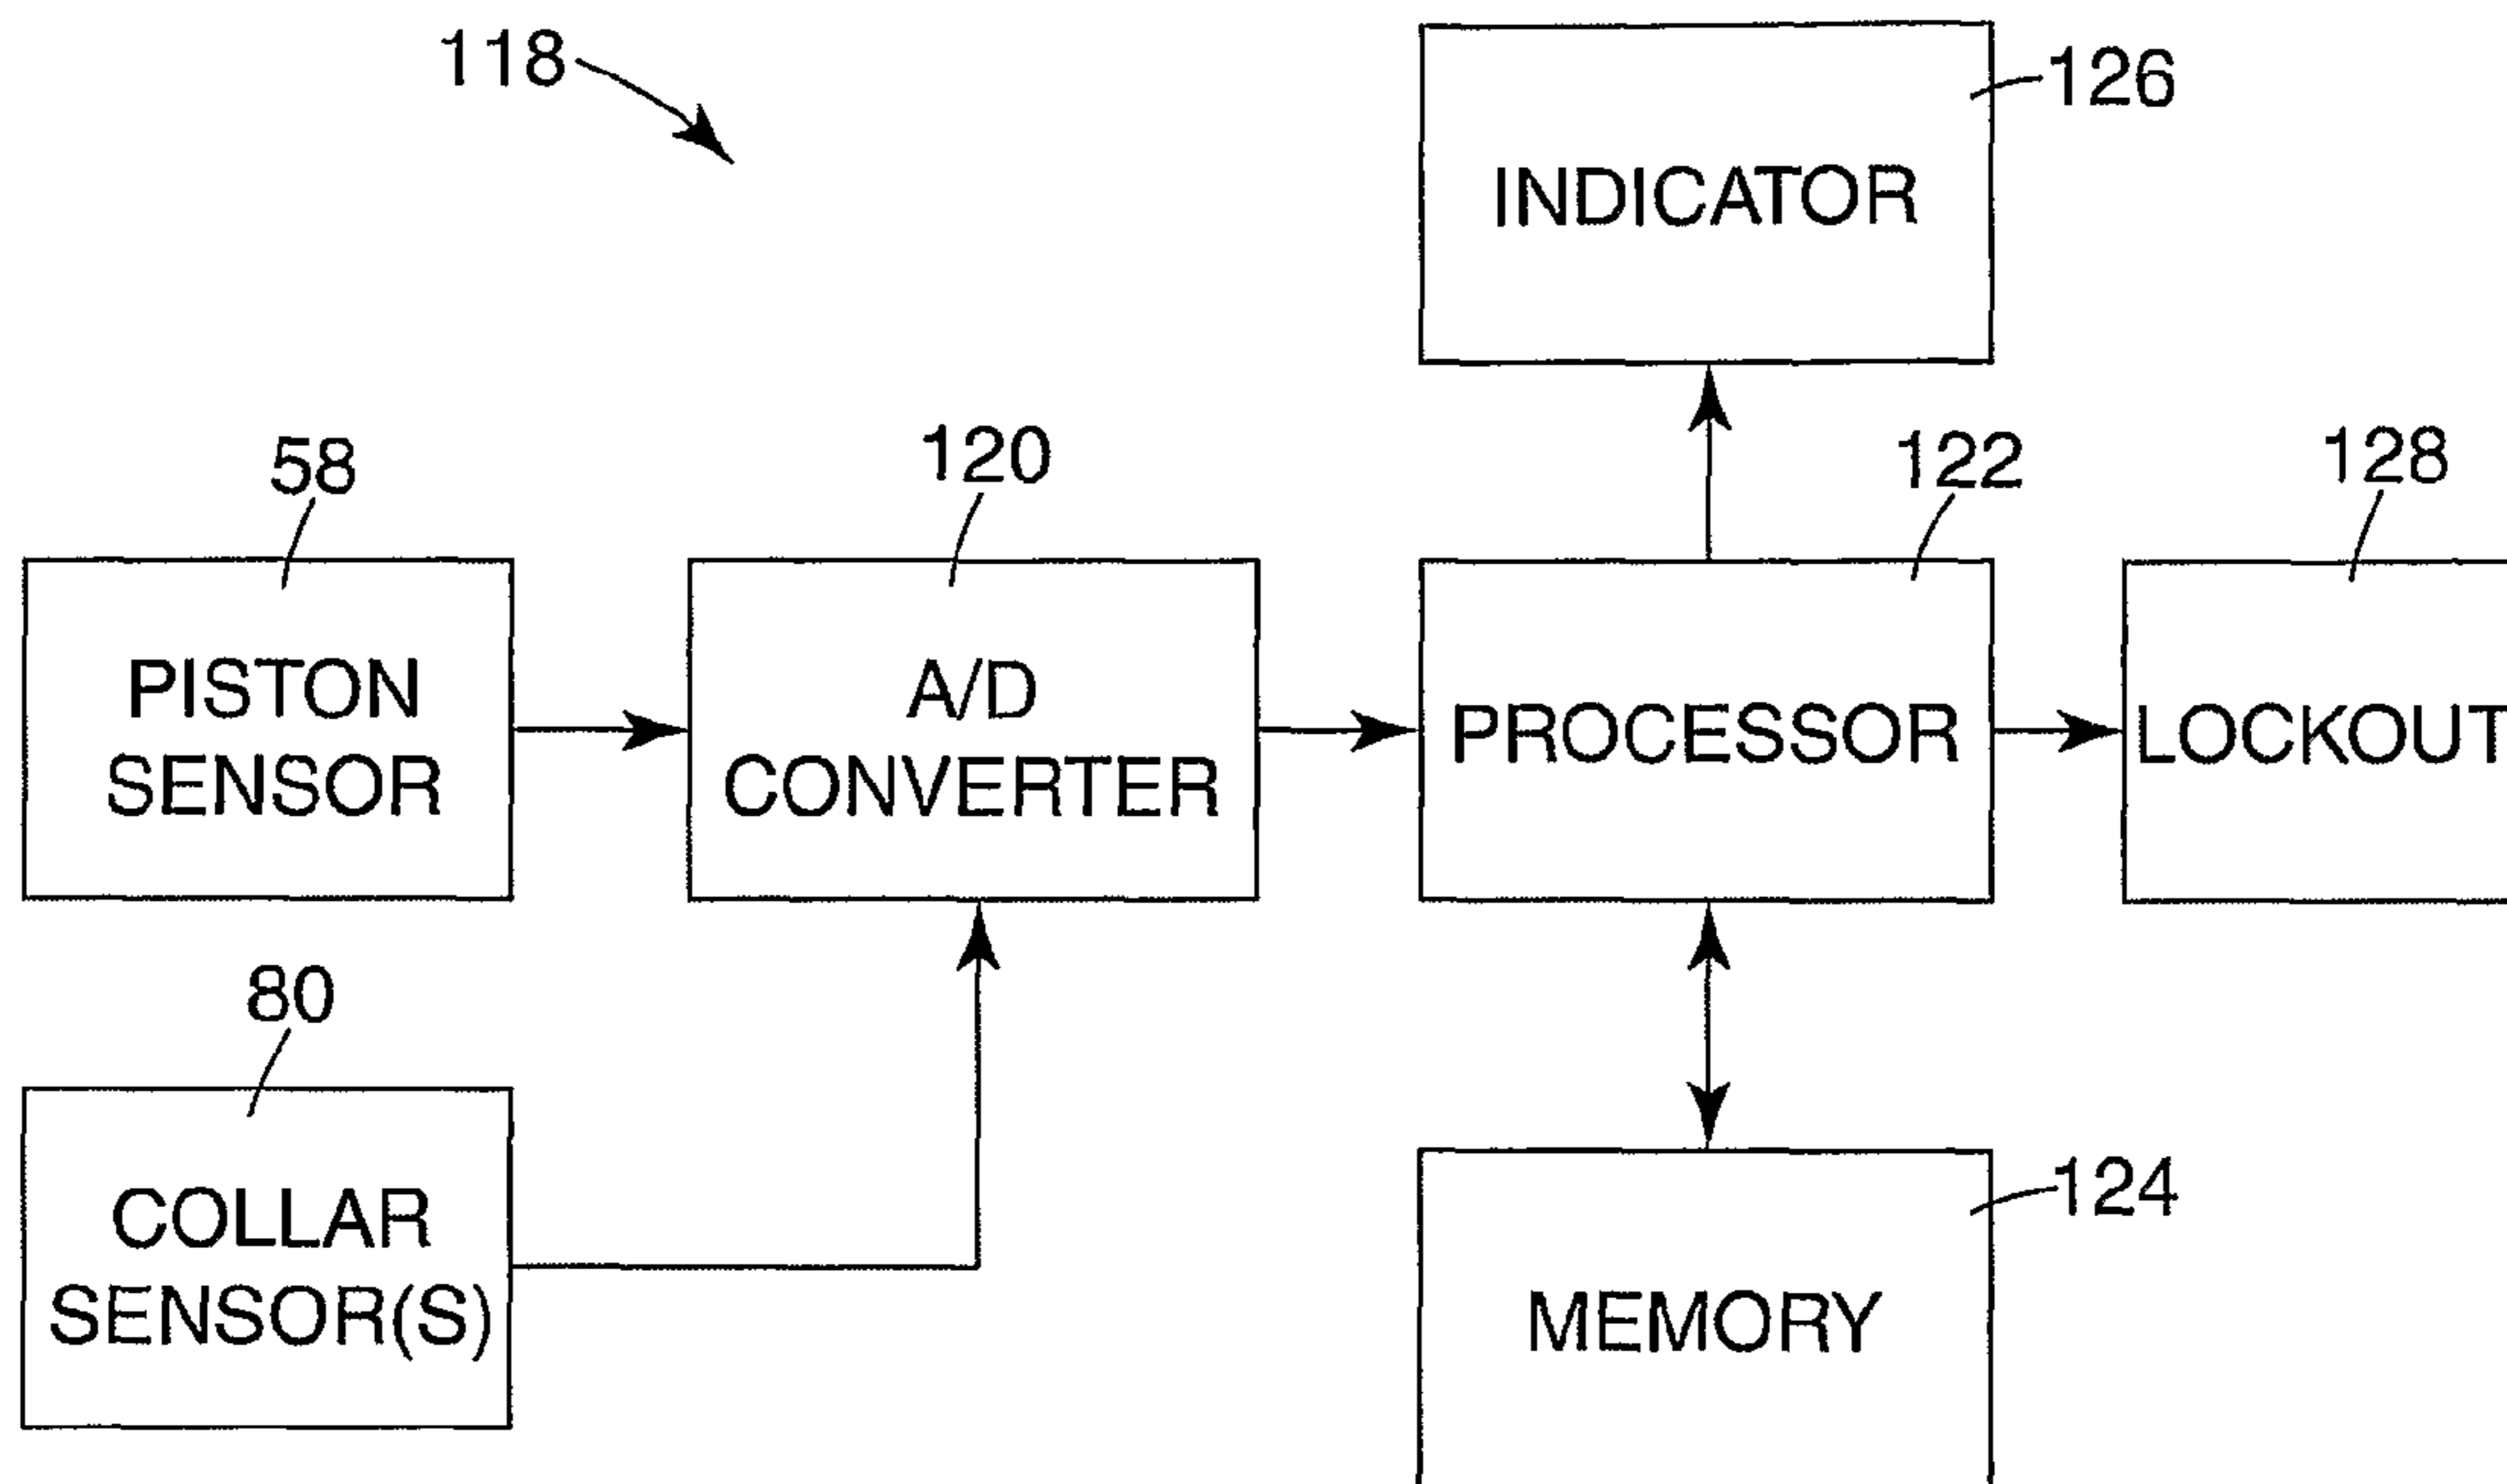 118
126
INDICATOR
58
120
122
128
PISTON
SENSOR
A/D
CONVERTER
PROCESSOR
LOCKOUT
80
COLLAR
SENSOR(S)
124
MEMORY